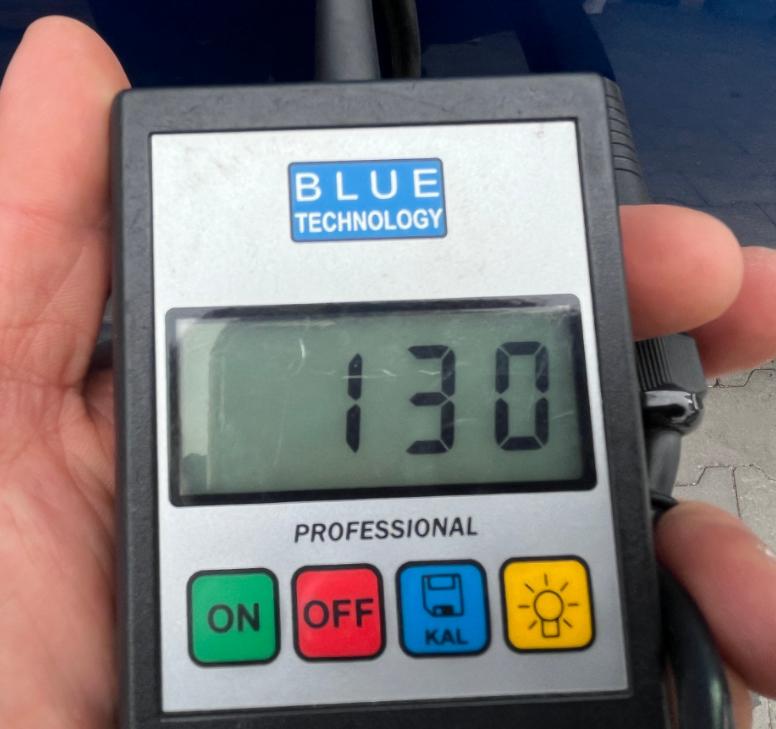 BLUE
TECHNOLOGY
130
PROFESSIONAL
ON OFF KAL